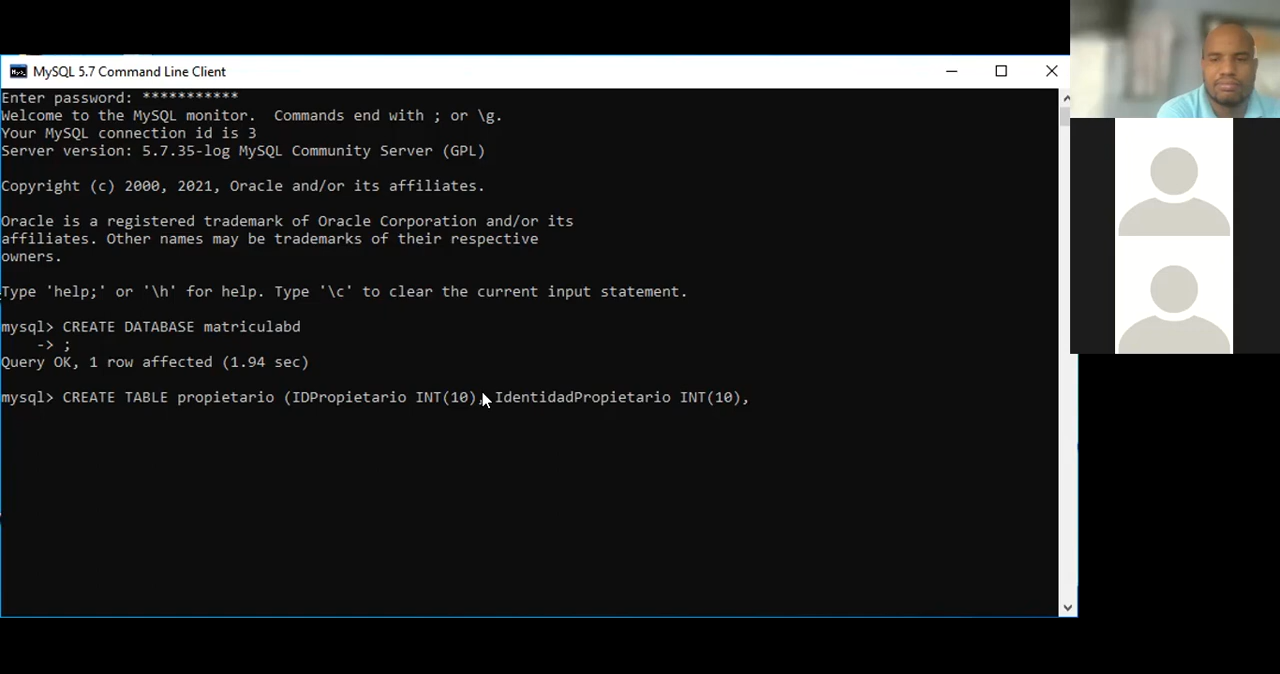 MySQL 5.7 Command Line Client
Enter password: ***********
Welcome to the MySQL monitor.  Commands end with ; or \g.
Your MySQL connection id is 3
Server version: 5.7.35-log MySQL Community Server (GPL)
Copyright (c) 2000, 2021, Oracle and/or its affiliates.
Oracle is a registered trademark of Oracle Corporation and/or its
affiliates. Other names may be trademarks of their respective
owners.
Type 'help;' or '\h' for help. Type '\c' to clear the current input statement.
mysql> CREATE DATABASE matriculabd
    -> ;
Query OK, 1 row affected (1.94 sec)
mysql> CREATE TABLE propietario (IDPropietario INT(10), IdentidadPropietario INT(10),